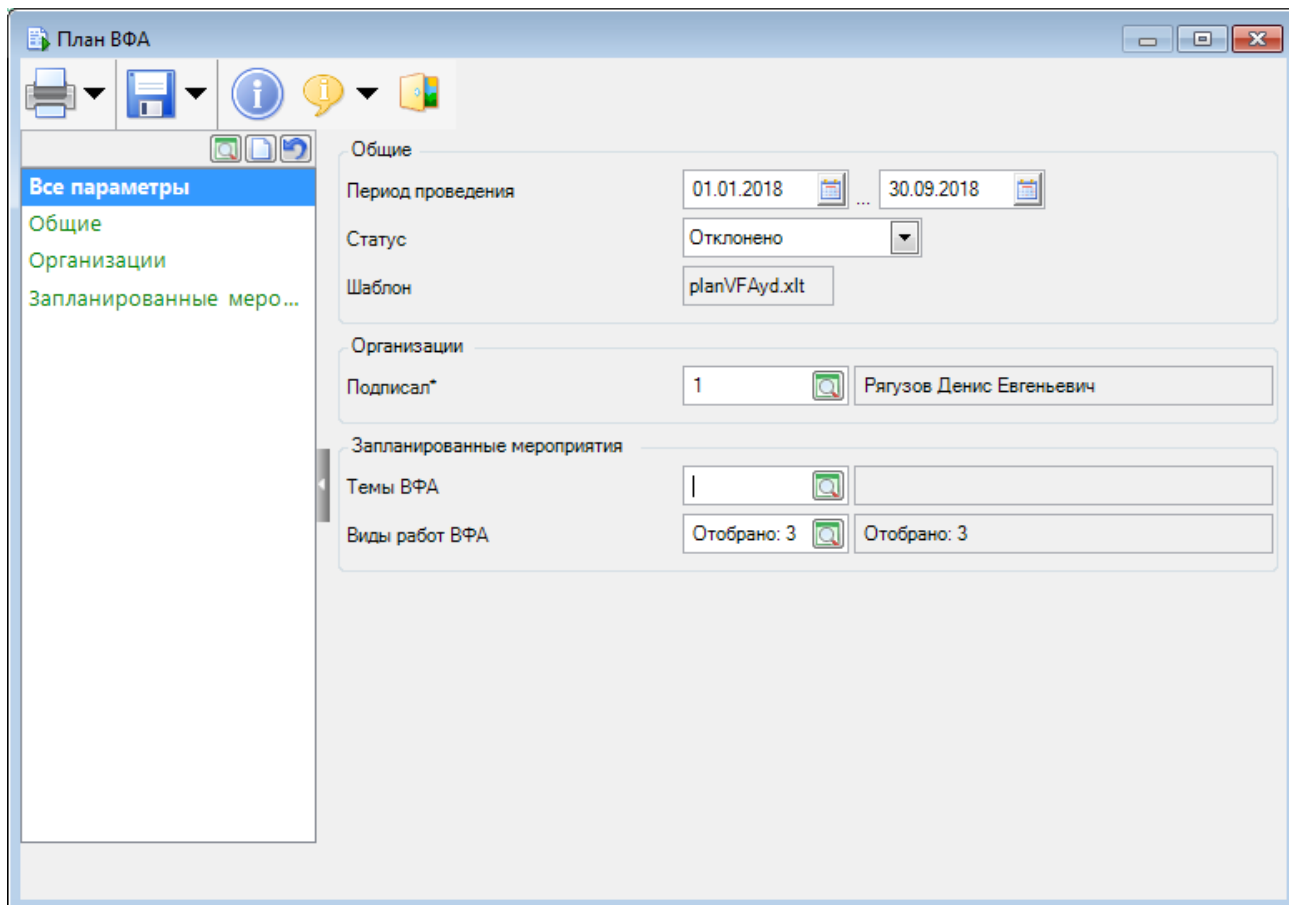 План ВФА
Все параметры
Общие
Организации
Запланированные меро...
Общие
Период проведения 01.01.2018 ... 30.09.2018
Статус Отклонено
Шаблон planVFAyd.xlt
Организации
Подписал* 1 Рягузов Денис Евгеньевич
Запланированные мероприятия
Темы ВФА
Виды работ ВФА Отобрано: 3 Отобрано: 3